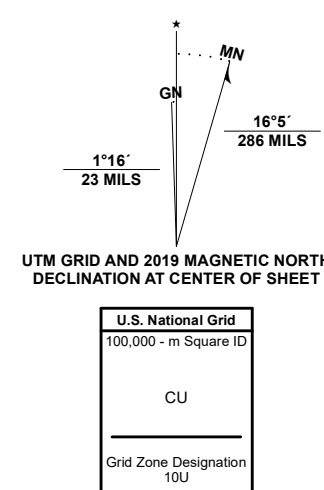 ★
MN
GN
16°5´
286 MILS
1°16´
23 MILS
UTM GRID AND 2019 MAGNETIC NORTH
DECLINATION AT CENTER OF SHEET
U.S. National Grid
100,000 - m Square ID
CU
Grid Zone Designation
10U